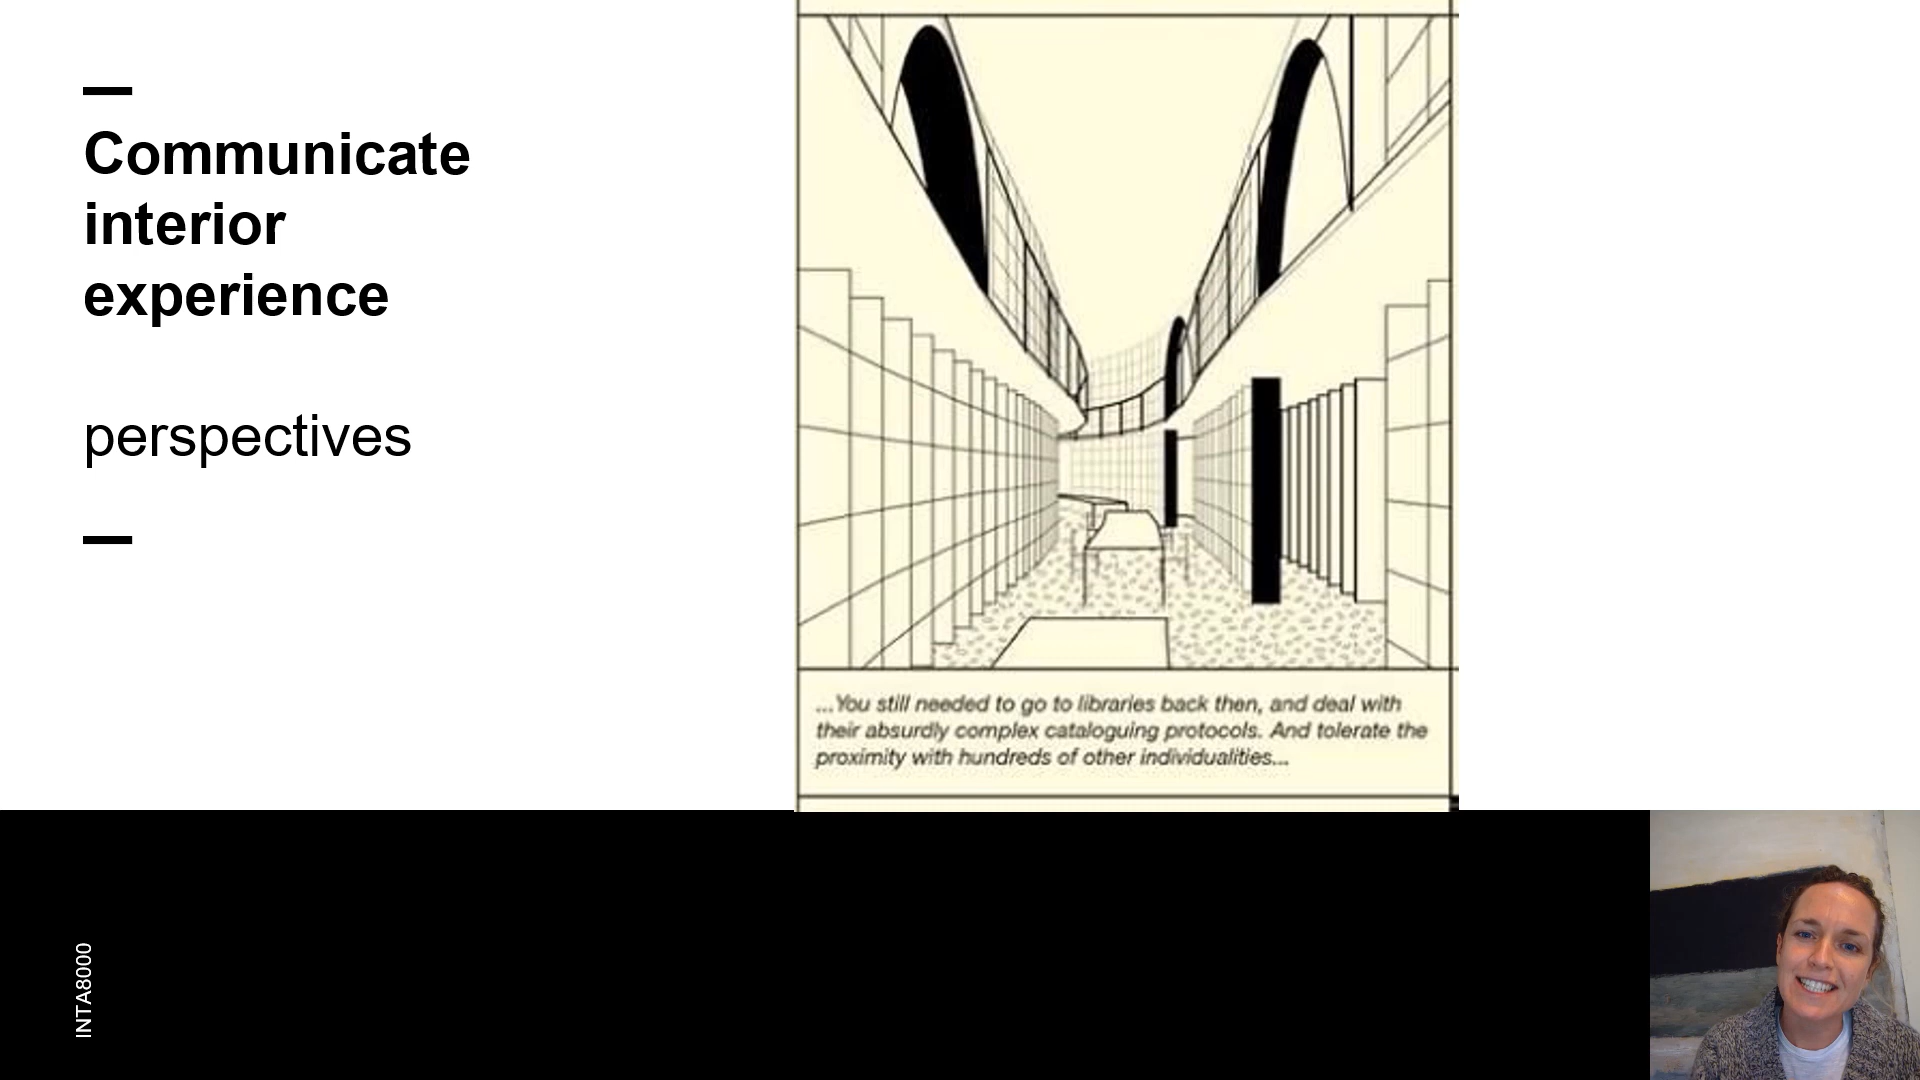 Communicate
interior
experience
perspectives
...You still needed to go to libraries back then, and deal with
their absurdly complex cataloguing protocols. And tolerate the
proximity with hundreds of other individualities...
INTA8000